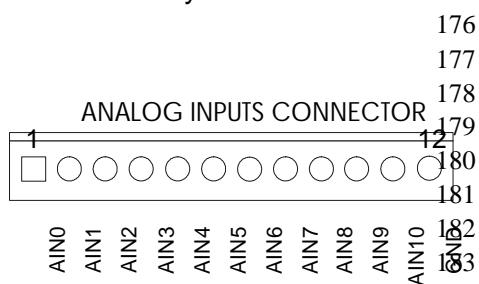 176
177
178
ANALOG INPUTS CONNECTOR
179
1
12
180
181
182
183
AIN0
AIN1
AIN2
AIN3
AIN4
AIN5
AIN6
AIN7
AIN8
AIN9
AIN10
GND